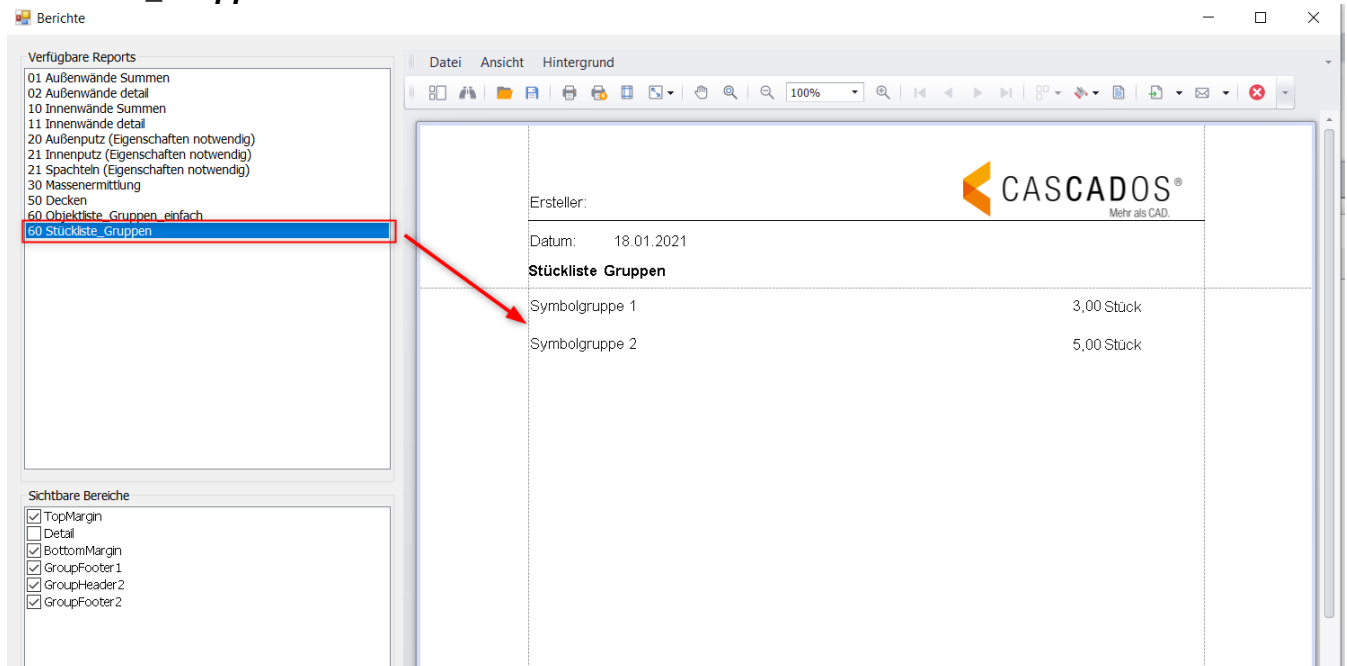 Berichte
Verfügbare Reports
01 Außenwände Summen
02 Außenwände detail
10 Innenwände Summen
11 Innenwände detail
20 Außenputz (Eigenschaften notwendig)
21 Innenputz (Eigenschaften notwendig)
21 Spachteln (Eigenschaften notwendig)
30 Massenermittlung
50 Decken
60 Objektliste_Gruppen_einfach
60 Stückliste_Gruppen
Sichtbare Bereiche
TopMargin
Detail
BottomMargin
GroupFooter1
GroupHeader2
GroupFooter2
Datei Ansicht Hintergrund
100%
CASCADOS®
Mehr als CAD.
Ersteller:
Datum: 18.01.2021
Stückliste Gruppen
Symbolgruppe 1 3,00 Stück
Symbolgruppe 2 5,00 Stück